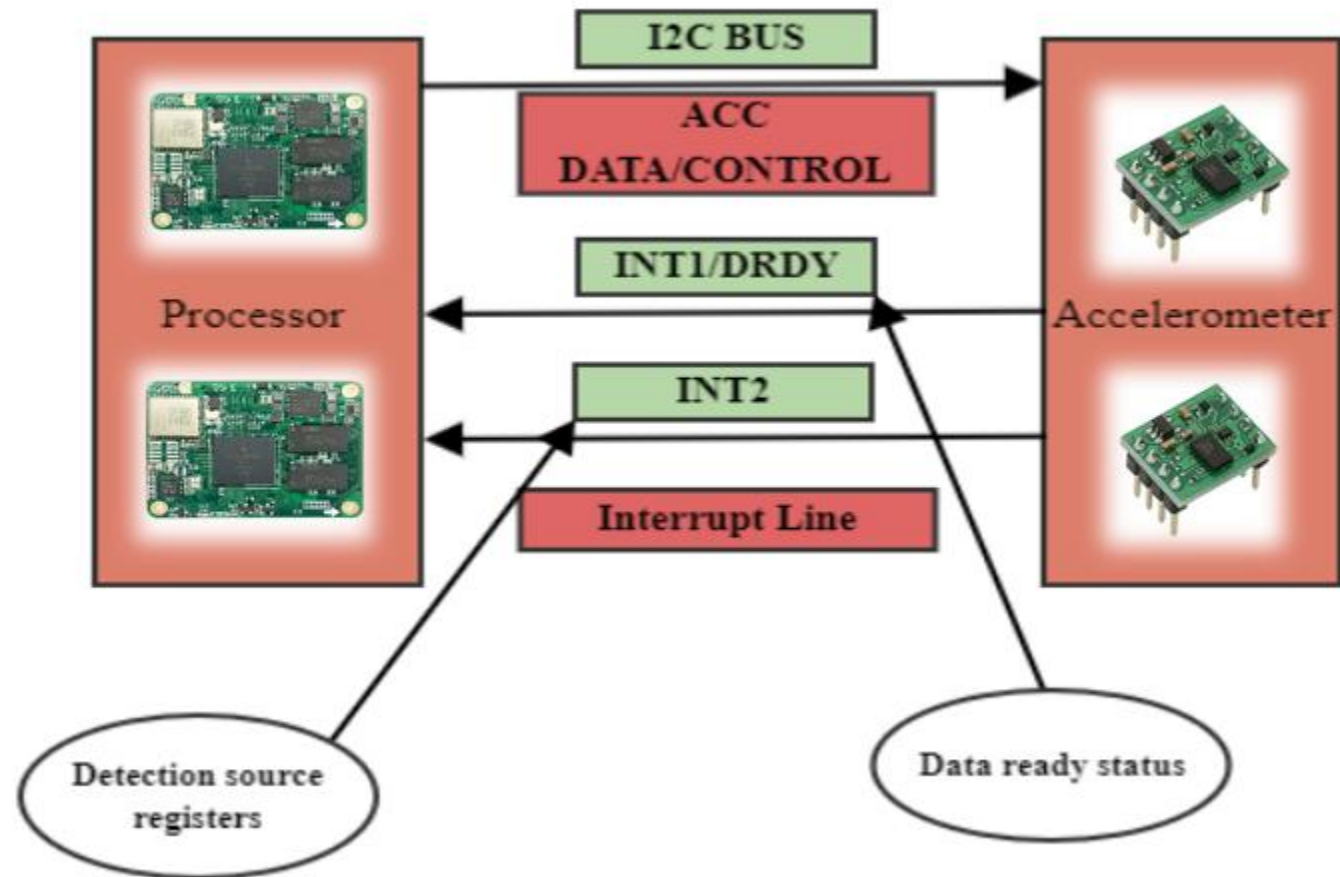 I2C BUS
ACC
DATA/CONTROL
INT1/DRDY
Processor
Accelerometer
INT2
Interrupt Line
Detection source
registers
Data ready status